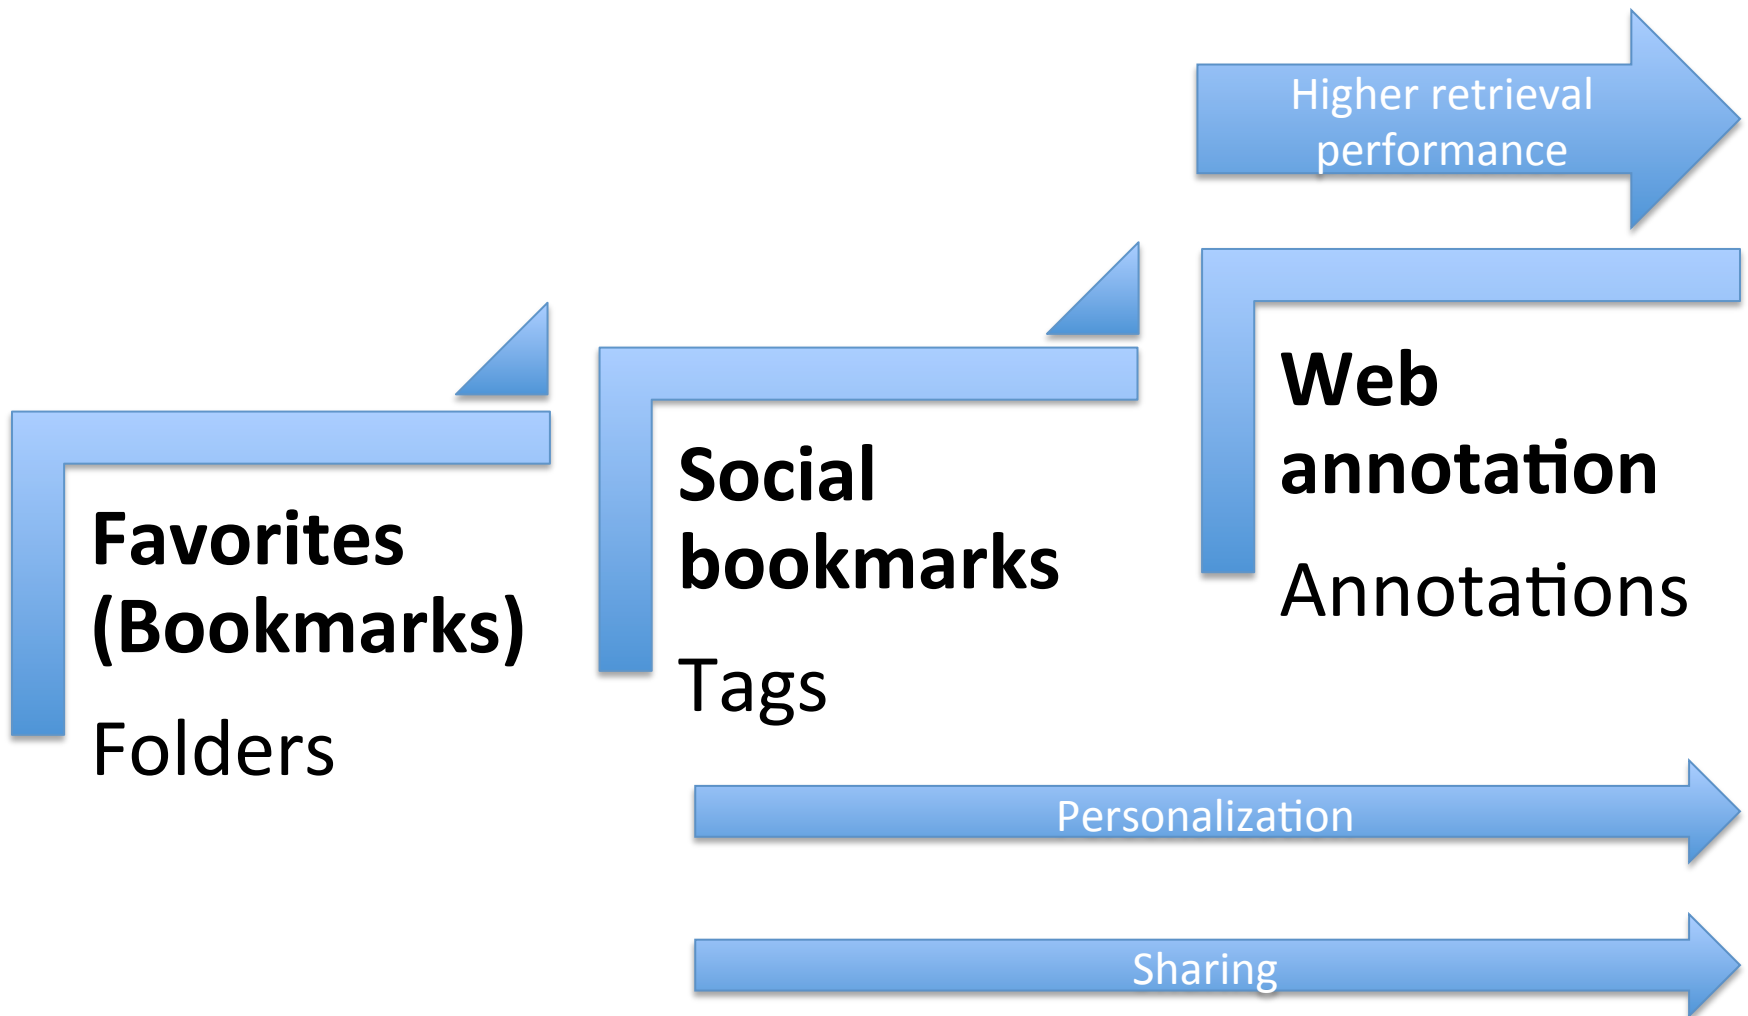 Higher retrieval
performance
Favorites
(Bookmarks)
Folders
Social
bookmarks
Tags
Web
annotation
Annotations
Personalization
Sharing